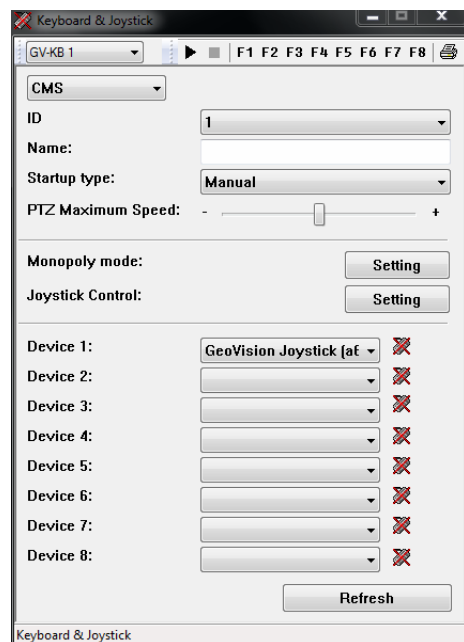 Keyboard & Joystick
GV-KB 1 F1 F2 F3 F4 F5 F6 F7 F8
CMS
ID 1
Name:
Startup type: Manual
PTZ Maximum Speed: - +
Monopoly mode: Setting
Joystick Control: Setting
Device 1: GeoVision Joystick (a6
Device 2:
Device 3:
Device 4:
Device 5:
Device 6:
Device 7:
Device 8:
Refresh
Keyboard & Joystick